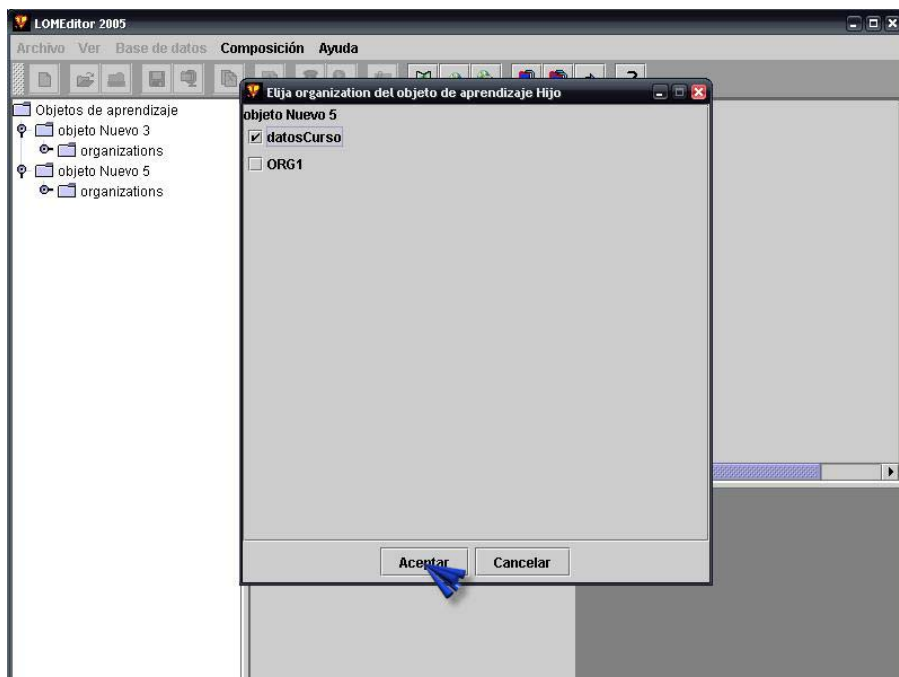 LOMEditor 2005
Archivo Ver Base de datos Composición Ayuda
Elija organization del objeto de aprendizaje Hijo
objeto Nuevo 5
datosCurso
ORG1
Objetos de aprendizaje
objeto Nuevo 3
organizations
objeto Nuevo 5
organizations
Aceptar Cancelar